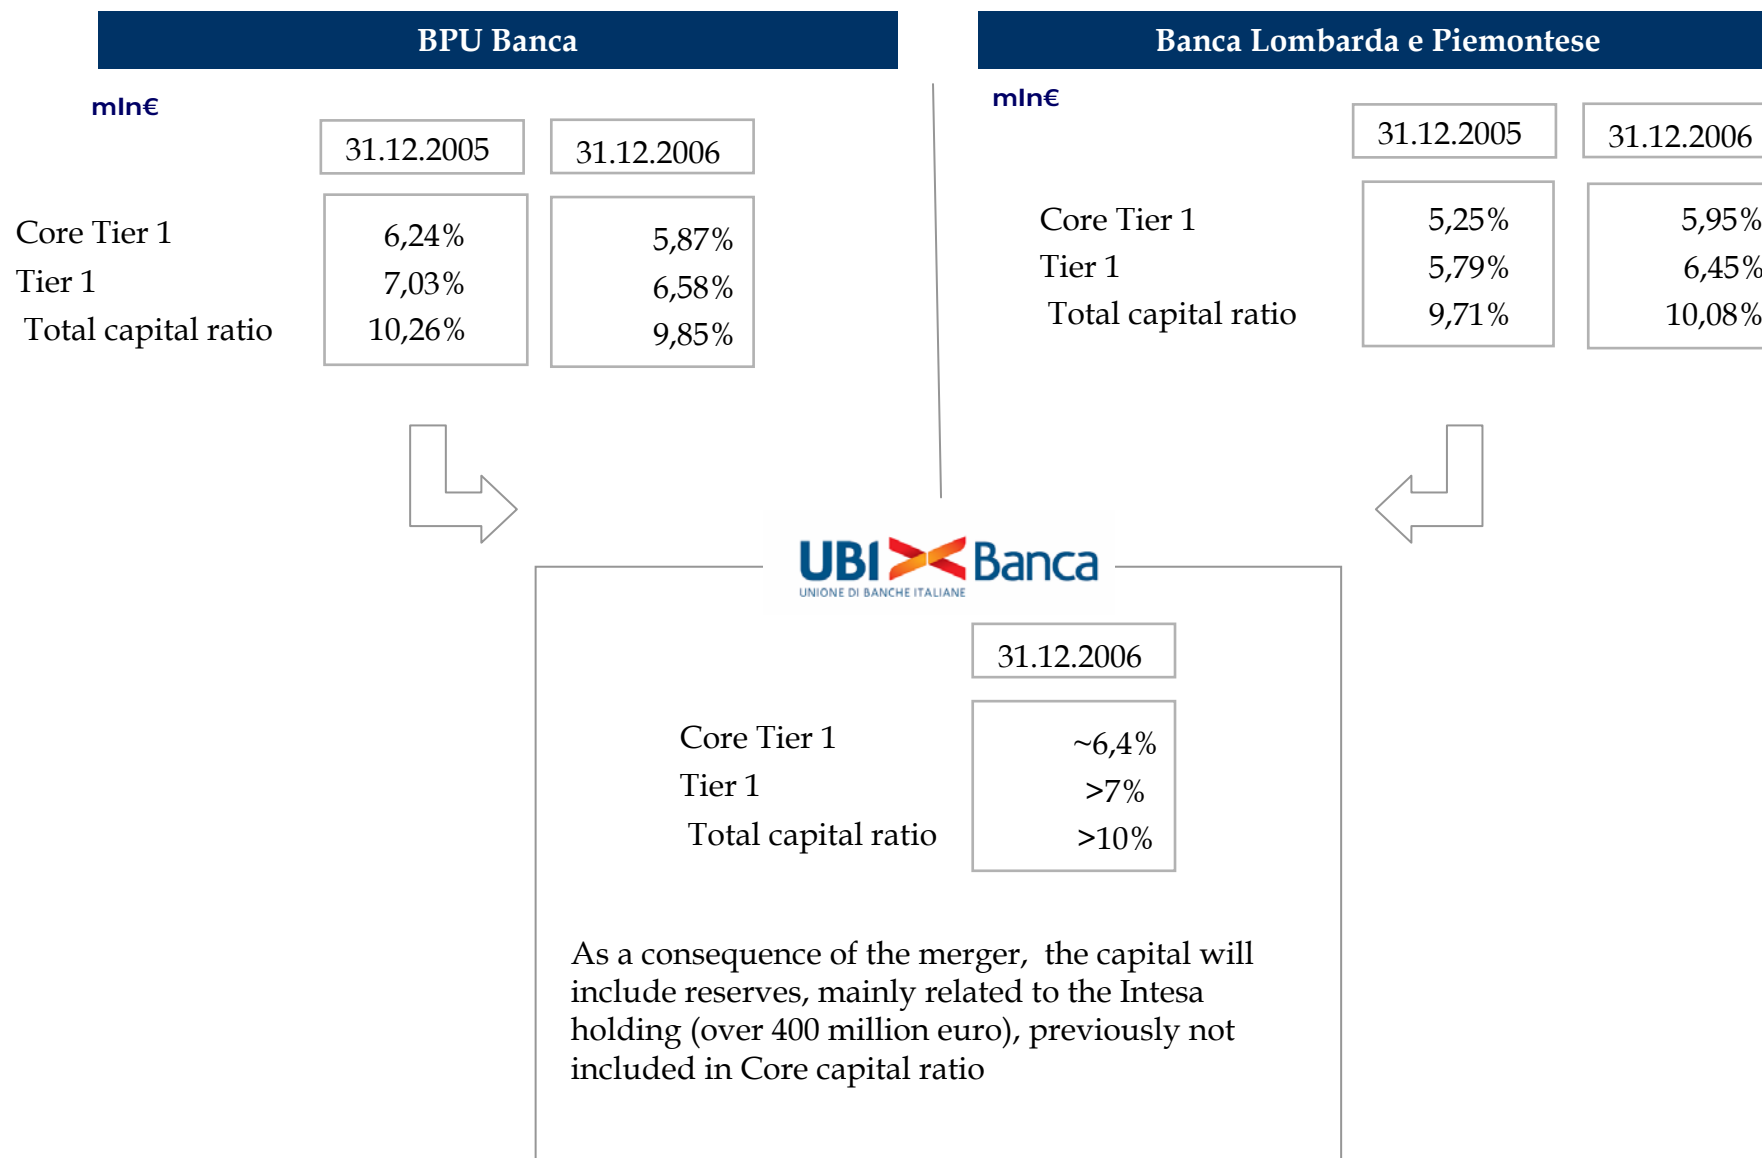 BPU Banca
mln€
31.12.2005 31.12.2006
Core Tier 1 6,24% 5,87%
Tier 1 7,03% 6,58%
Total capital ratio 10,26% 9,85%
Banca Lombarda e Piemontese
mln€
31.12.2005 31.12.2006
Core Tier 1 5,25% 5,95%
Tier 1 5,79% 6,45%
Total capital ratio 9,71% 10,08%
UBI Banca
UNIONE DI BANCHE ITALIANE
31.12.2006
Core Tier 1 ~6,4%
Tier 1 >7%
Total capital ratio >10%
As a consequence of the merger, the capital will
include reserves, mainly related to the Intesa
holding (over 400 million euro), previously not
included in Core capital ratio